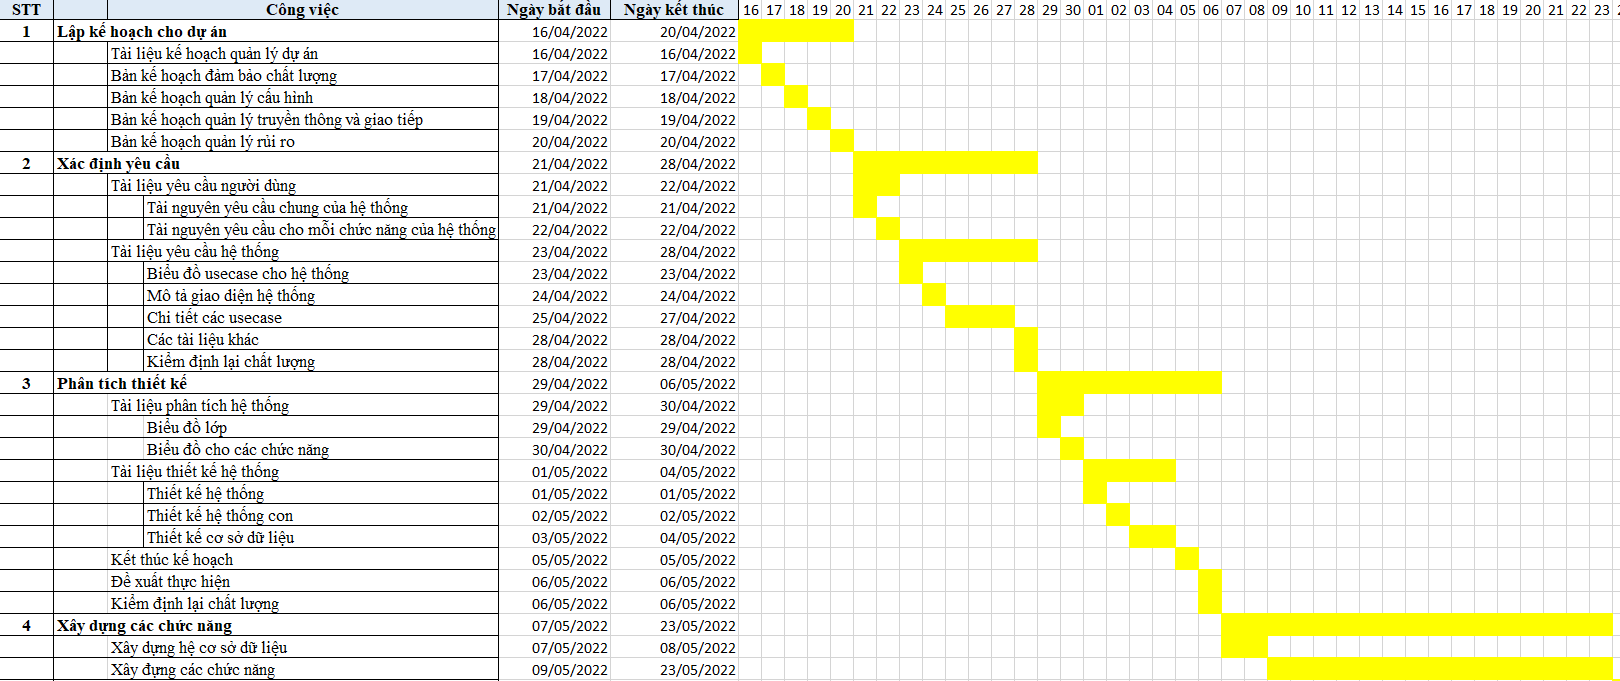 STT Công việc Ngày bắt đầu Ngày kết thúc 16 17 18 19 20 21 22 23 24 25 26 27 28 29 30 01 02 03 04 05 06 07 08 09 10 11 12 13 14 15 16 17 18 19 20 21 22 23
1 Lập kế hoạch cho dự án 16/04/2022 20/04/2022
Tài liệu kế hoạch quản lý dự án 16/04/2022 16/04/2022
Bản kế hoạch đảm bảo chất lượng 17/04/2022 17/04/2022
Bản kế hoạch quản lý cấu hình 18/04/2022 18/04/2022
Bản kế hoạch quản lý truyền thông và giao tiếp 19/04/2022 19/04/2022
Bản kế hoạch quản lý rủi ro 20/04/2022 20/04/2022
2 Xác định yêu cầu 21/04/2022 28/04/2022
Tài liệu yêu cầu người dùng 21/04/2022 22/04/2022
Tài nguyên yêu cầu chung của hệ thống 21/04/2022 21/04/2022
Tài nguyên yêu cầu cho mỗi chức năng của hệ thống 22/04/2022 22/04/2022
Tài liệu yêu cầu hệ thống 23/04/2022 28/04/2022
Biểu đồ usecase cho hệ thống 23/04/2022 23/04/2022
Mô tả giao diện hệ thống 24/04/2022 24/04/2022
Chi tiết các usecase 25/04/2022 27/04/2022
Các tài liệu khác 28/04/2022 28/04/2022
Kiểm định lại chất lượng 28/04/2022 28/04/2022
3 Phân tích thiết kế 29/04/2022 06/05/2022
Tài liệu phân tích hệ thống 29/04/2022 30/04/2022
Biểu đồ lớp 29/04/2022 29/04/2022
Biểu đồ cho các chức năng 30/04/2022 30/04/2022
Tài liệu thiết kế hệ thống 01/05/2022 04/05/2022
Thiết kế hệ thống 01/05/2022 01/05/2022
Thiết kế hệ thống con 02/05/2022 02/05/2022
Thiết kế cơ sở dữ liệu 03/05/2022 04/05/2022
Kết thúc kế hoạch 05/05/2022 05/05/2022
Đề xuất thực hiện 06/05/2022 06/05/2022
Kiểm định lại chất lượng 06/05/2022 06/05/2022
4 Xây dựng các chức năng 07/05/2022 23/05/2022
Xây dựng hệ cơ sở dữ liệu 07/05/2022 08/05/2022
Xây đựng các chức năng 09/05/2022 23/05/2022